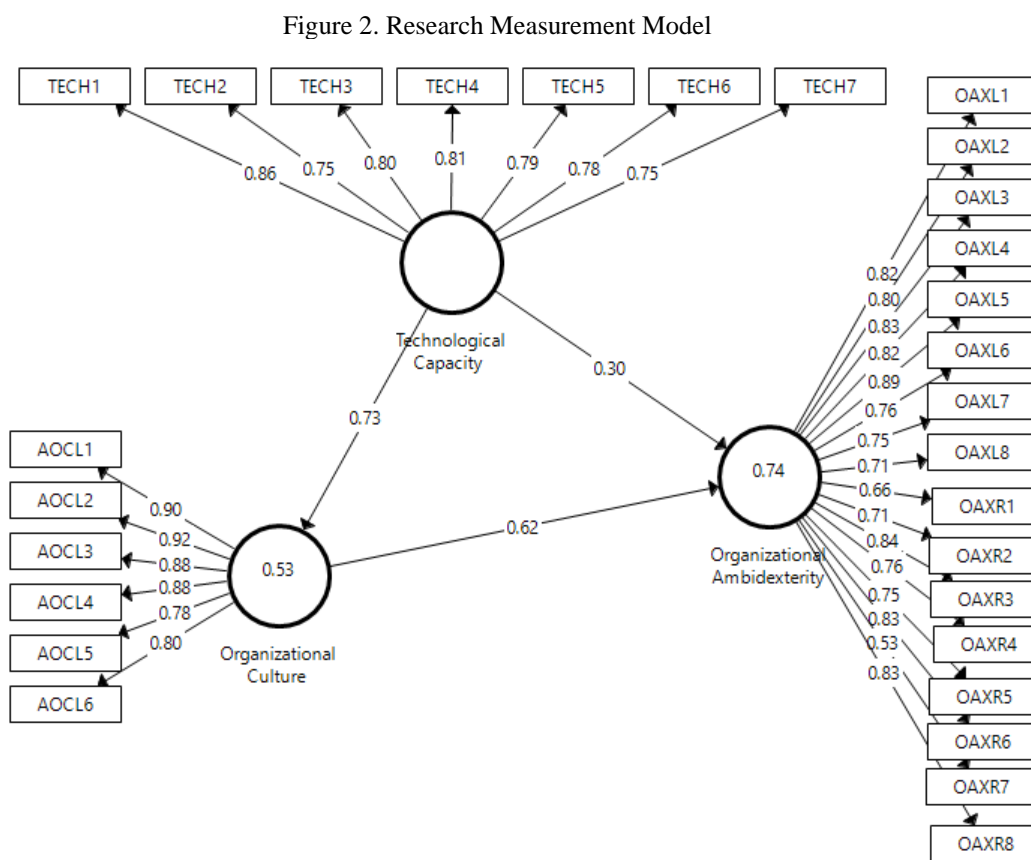 Figure 2. Research Measurement Model
TECH1
TECH2
TECH3
TECH4
TECH5
TECH6
TECH7
0.86
0.75
0.80
0.81
0.79
0.78
0.75
Technological
Capacity
0.73
0.30
AOCL1
AOCL2
AOCL3
AOCL4
AOCL5
AOCL6
0.90
0.92
0.88
0.88
0.78
0.80
0.53
Organizational
Culture
0.62
0.74
Organizational
Ambidexterity
0.82
0.80
0.83
0.82
0.89
0.76
0.75
0.71
0.66
0.71
0.84
0.76
0.75
0.83
0.53
0.83
OAXL1
OAXL2
OAXL3
OAXL4
OAXL5
OAXL6
OAXL7
OAXL8
OAXR1
OAXR2
OAXR3
OAXR4
OAXR5
OAXR6
OAXR7
OAXR8